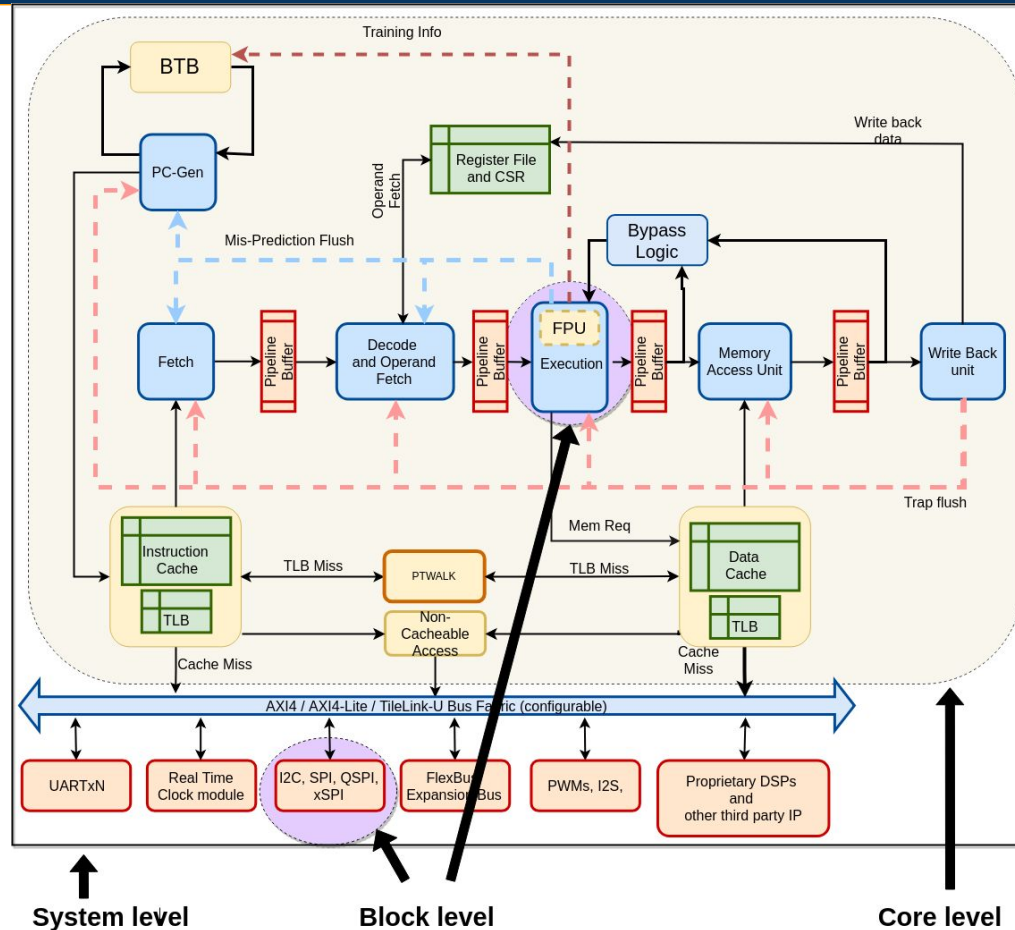 Training Info
BTB
PC-Gen
Write back
data
Register File
and CSR
Operand
Fetch
Mis-Prediction Flush
Bypass
Logic
Fetch
Pipeline
Buffer
Decode
and Operand
Fetch
Pipeline
Buffer
FPU
Execution
Pipeline
Buffer
Memory
Access Unit
Pipeline
Buffer
Write Back
unit
Trap flush
Mem Req
Instruction
Cache
TLB
TLB Miss
PTWALK
TLB Miss
Data
Cache
TLB
Non-
Cacheable
Access
Cache Miss
Cache
Miss
AXI4 / AXI4-Lite / TileLink-U Bus Fabric (configurable)
UARTxN
Real Time
Clock module
I2C, SPI, QSPI,
xSPI
FlexBus
Expansion Bus
PWMs, I2S,
Proprietary DSPs
and
other third party IP
System level
Block level
Core level